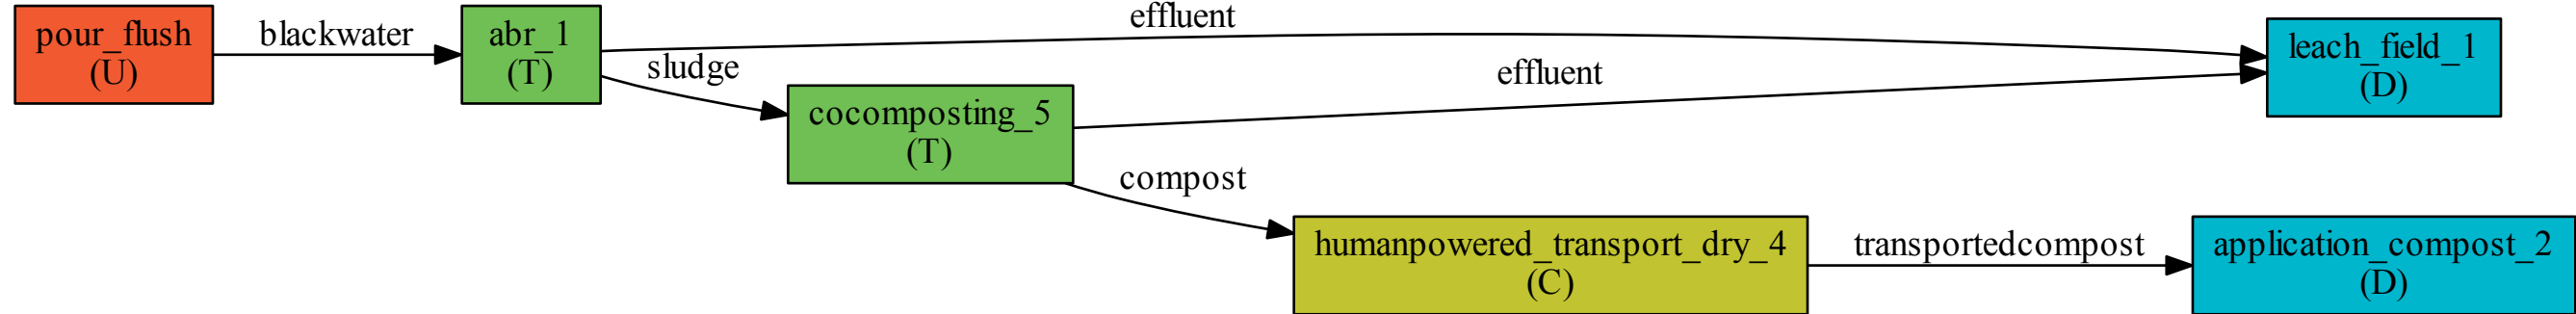 pour_flush
(U)
blackwater
abr_1
(T)
effluent
sludge
cocomposting_5
(T)
effluent
leach_field_1
(D)
compost
humanpowered_transport_dry_4
(C)
transportedcompost
application_compost_2
(D)